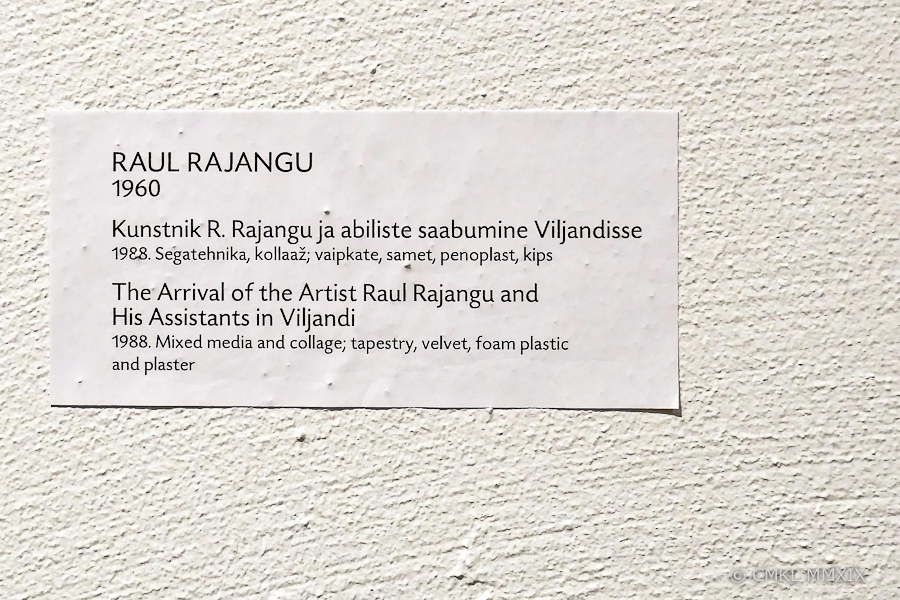 RAUL RAJANGU
1960
Kunstnik R. Rajangu ja abiliste saabumine Viljandisse
1988. Segatehnika, kollaaž; vaipkate, samet, penoplast, kips
The Arrival of the Artist Raul Rajangu and
His Assistants in Viljandi
1988. Mixed media and collage; tapestry, velvet, foam plastic
and plaster
© CMKL MMXIX